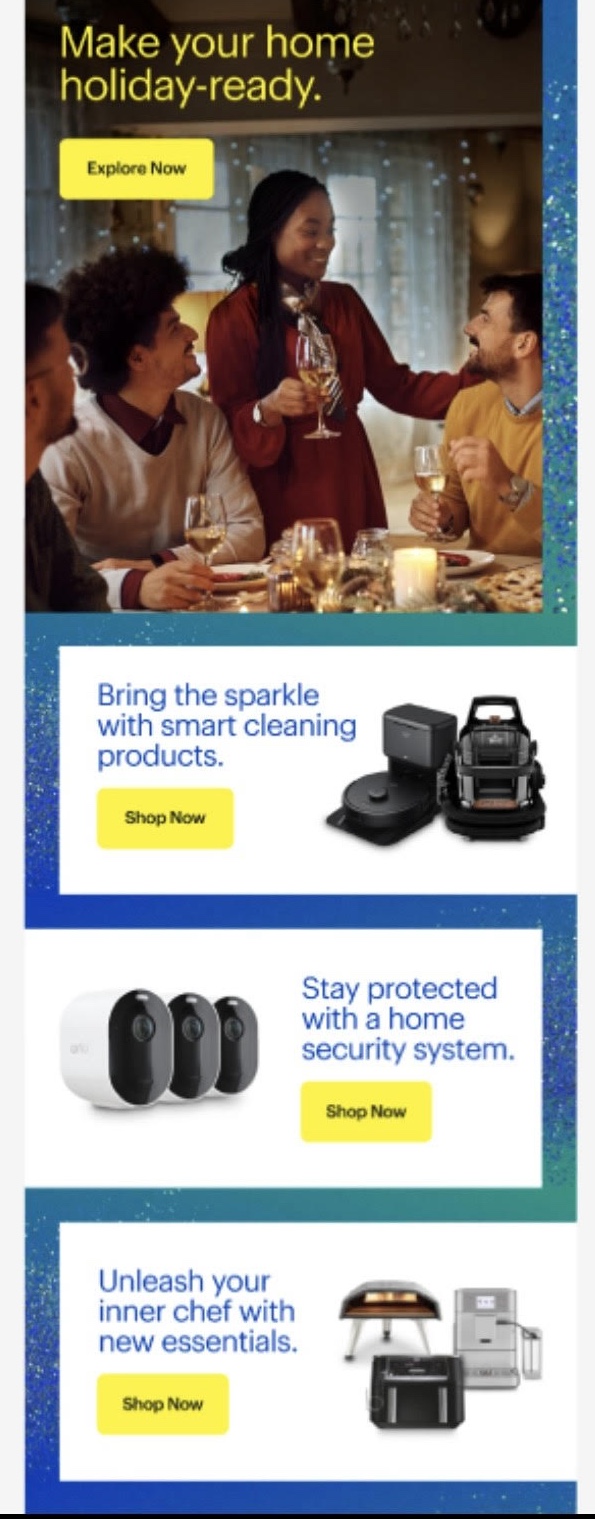 Make your home
holiday-ready.
Explore Now
Bring the sparkle
with smart cleaning
products.
Shop Now
arlo
Stay protected
with a home
security system.
Shop Now
Unleash your
inner chef with
new essentials.
Shop Now